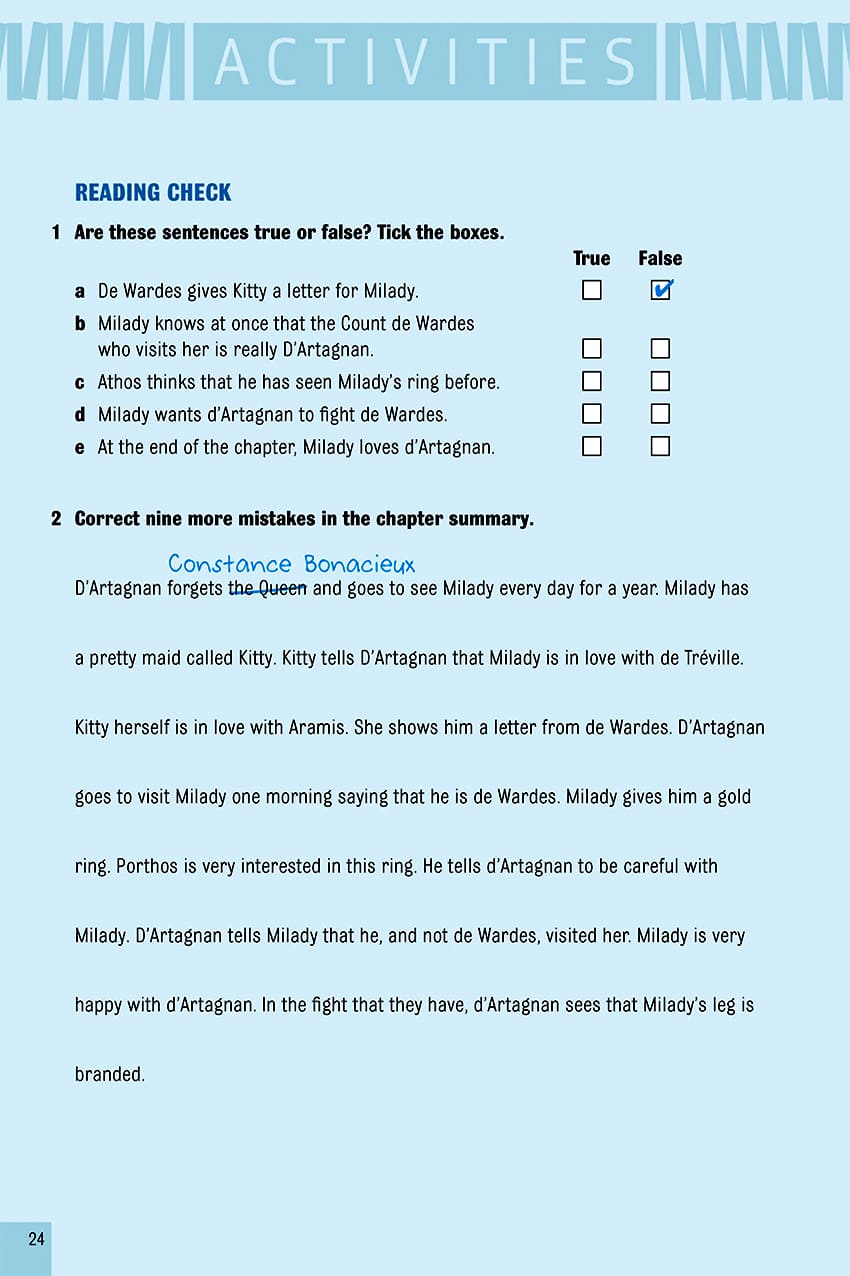 ACTIVITIES
READING CHECK
1 Are these sentences true or false? Tick the boxes.
True False
a De Wardes gives Kitty a letter for Milady.
b Milady knows at once that the Count de Wardes
who visits her is really D'Artagnan.
c Athos thinks that he has seen Milady's ring before.
d Milady wants d'Artagnan to fight de Wardes.
e At the end of the chapter, Milady loves d'Artagnan.
2 Correct nine more mistakes in the chapter summary.
Constance Bonacieux
D'Artagnan forgets the Queen and goes to see Milady every day for a year. Milady has
a pretty maid called Kitty. Kitty tells D'Artagnan that Milady is in love with de Tréville.
Kitty herself is in love with Aramis. She shows him a letter from de Wardes. D'Artagnan
goes to visit Milady one morning saying that he is de Wardes. Milady gives him a gold
ring. Porthos is very interested in this ring. He tells d'Artagnan to be careful with
Milady. D'Artagnan tells Milady that he, and not de Wardes, visited her. Milady is very
happy with d'Artagnan. In the fight that they have, d'Artagnan sees that Milady's leg is
branded.
24